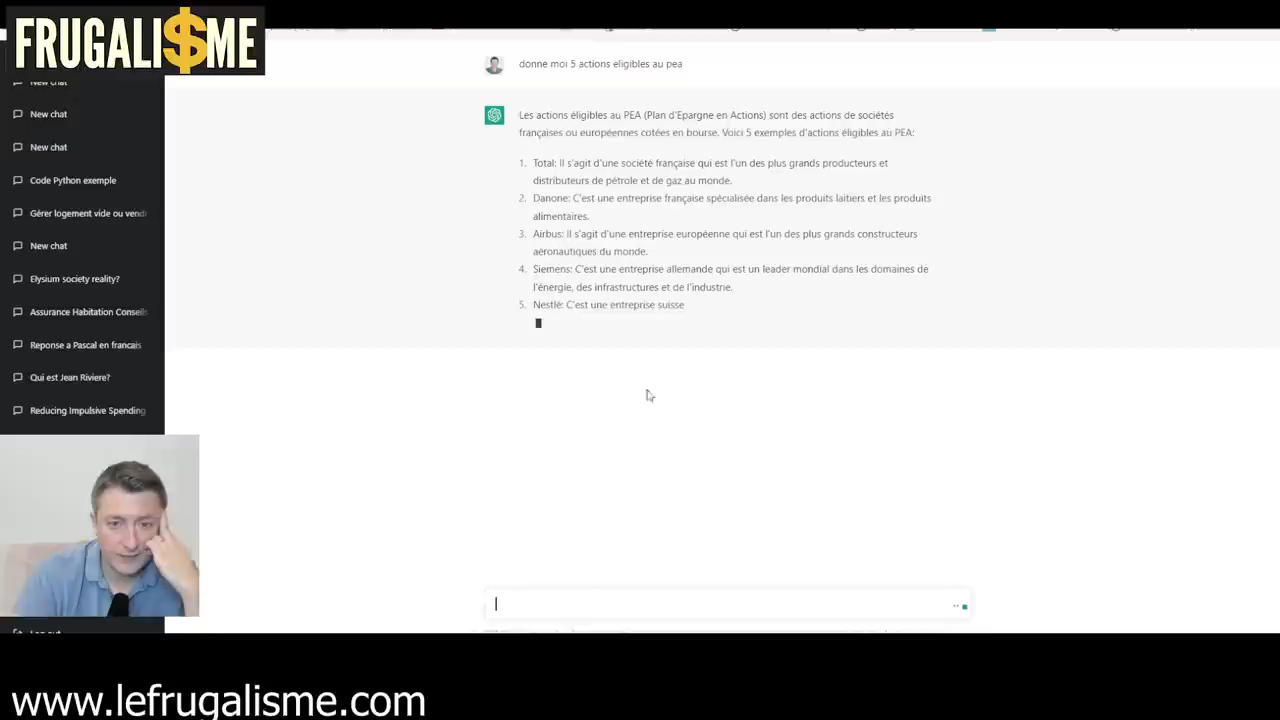 FRUGALI$ME
New chat
donne moi 5 actions eligibles au pea
New chat
New chat
Code Python exemple
Gérer logement vide ou vend
New chat
Elysium society reality?
Assurance Habitation Conseils
Reponse a Pascal en francais
Qui est Jean Riviere?
Reducing Impulsive Spending
Les actions éligibles au PEA (Plan d'Epargne en Actions) sont des actions de sociétés
françaises ou européennes cotées en bourse. Voici 5 exemples d'actions éligibles au PEA:
1. Total: Il s'agit d'une société française qui est l'un des plus grands producteurs et
distributeurs de pétrole et de gaz au monde.
2. Danone: C'est une entreprise française spécialisée dans les produits laitiers et les produits
alimentaires.
3. Airbus: Il s'agit d'une entreprise européenne qui est l'un des plus grands constructeurs
aéronautiques du monde.
4. Siemens: C'est une entreprise allemande qui est un leader mondial dans les domaines de
l'énergie, des infrastructures et de l'industrie.
5. Nestlé: C'est une entreprise suisse
www.lefrugalisme.com